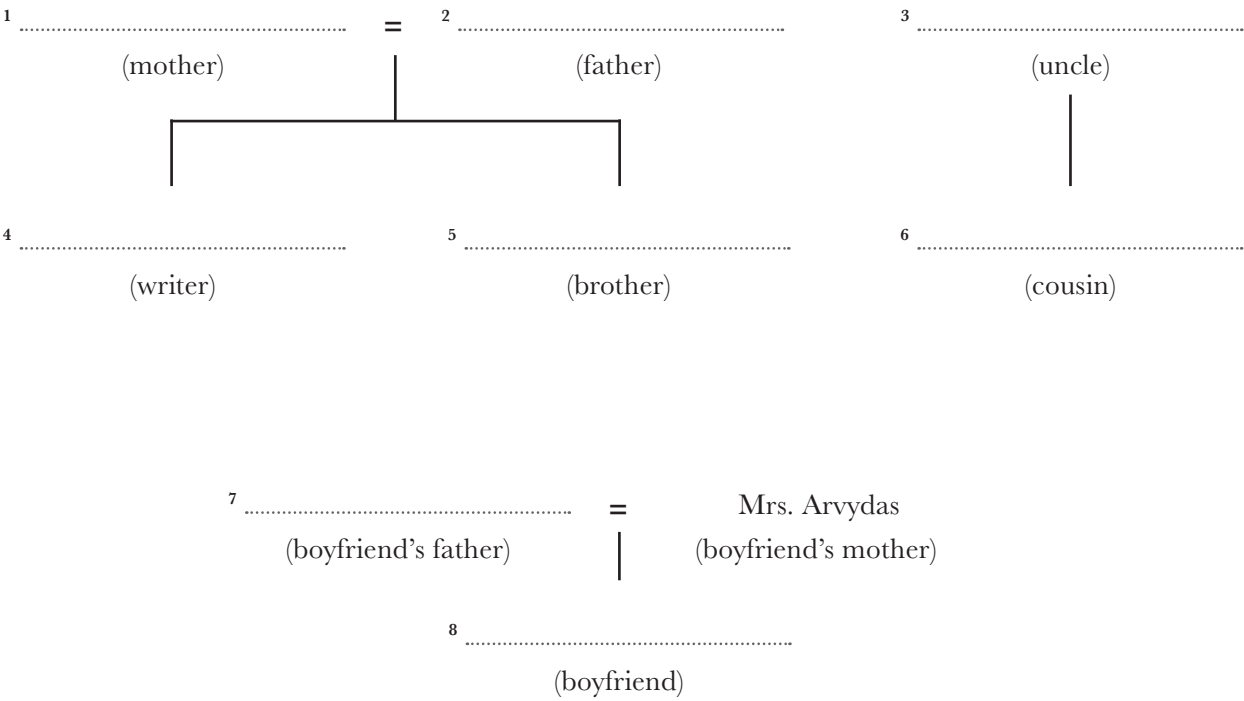 1 = 2 3
(mother) (father) (uncle)
4 5 6
(writer) (brother) (cousin)
7 = Mrs. Arvydas
(boyfriend’s father) (boyfriend’s mother)
8
(boyfriend)